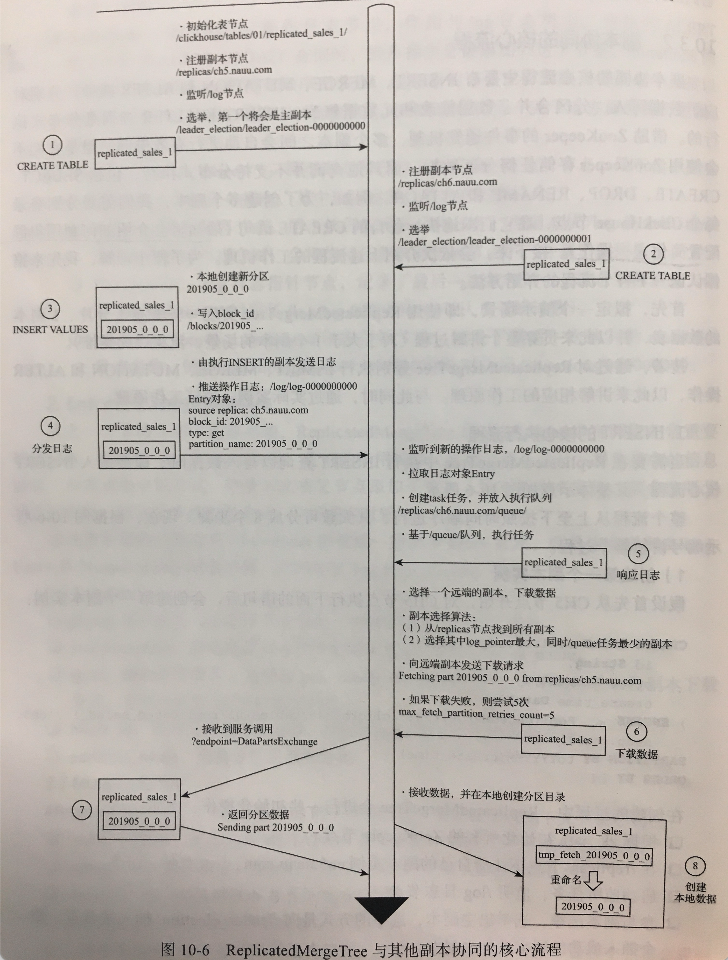 · 初始化表节点
/clickhouse/tables/01/replicated_sales_1/
· 注册副本节点
/replicas/ch5.nauu.com
· 监听/log节点
· 选举，第一个将会是主副本
/leader_election/leader_election-0000000000
1
CREATE TABLE
replicated_sales_1
· 注册副本节点
/replicas/ch6.nauu.com
· 监听/log节点
· 选举
/leader_election/leader_election-0000000001
replicated_sales_1
2
CREATE TABLE
· 本地创建新分区
201905_0_0_0
· 写入block_id
/blocks/201905_...
3
INSERT VALUES
replicated_sales_1
201905_0_0_0
· 由执行INSERT的副本发送日志
· 推送操作日志：/log/log-0000000000
Entry对象：
source replica: ch5.nauu.com
block_id: 201905_...
type: get
partition_name: 201905_0_0_0
4
分发日志
replicated_sales_1
201905_0_0_0
· 监听到新的操作日志，/log/log-0000000000
· 拉取日志对象Entry
· 创建task任务，并放入执行队列
/replicas/ch6.nauu.com/queue/
· 基于/queue/队列，执行任务
replicated_sales_1
5
响应日志
· 选择一个远端的副本，下载数据
· 副本选择算法：
（1）从/replicas节点找到所有副本
（2）选择其中log_pointer最大，同时/queue任务最少的副本
· 向远端副本发送下载请求
Fetching part 201905_0_0_0 from replicas/ch5.nauu.com
· 如果下载失败，则尝试5次
max_fetch_partition_retries_count=5
replicated_sales_1
6
下载数据
· 接收到服务调用
?endpoint=DataPartsExchange
7
replicated_sales_1
201905_0_0_0
· 返回分区数据
Sending part 201905_0_0_0
· 接收数据，并在本地创建分区目录
replicated_sales_1
tmp_fetch_201905_0_0_0
重命名
201905_0_0_0
8
创建
本地数据
图 10-6 ReplicatedMergeTree 与其他副本协同的核心流程